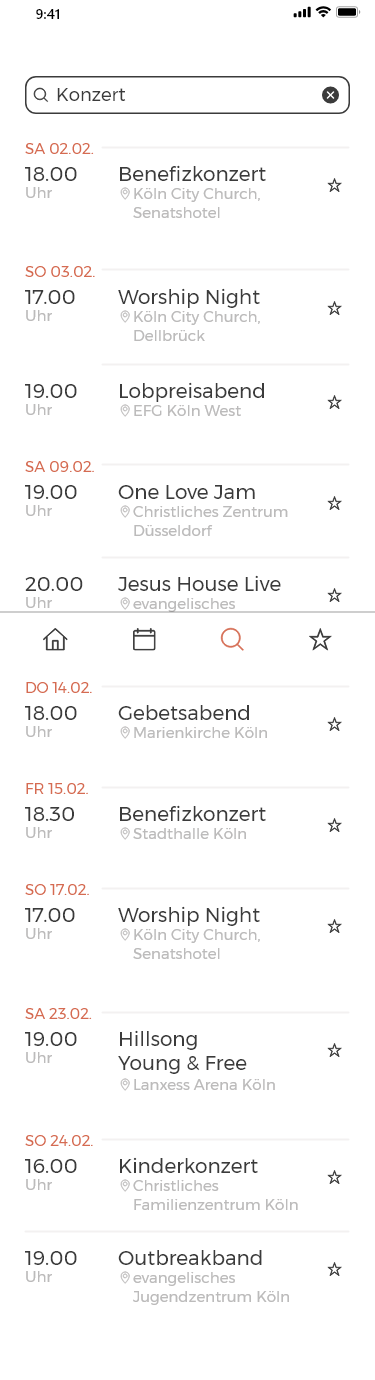 9:41
Konzert
SA 02.02.
18.00 Benefizkonzert
Uhr Köln City Church,
Senatshotel
SO 03.02.
17.00 Worship Night
Uhr Köln City Church,
Dellbrück
19.00 Lobpreisabend
Uhr EFG Köln West
SA 09.02.
19.00 One Love Jam
Uhr Christliches Zentrum
Düsseldorf
20.00 Jesus House Live
Uhr evangelisches
DO 14.02.
18.00 Gebetsabend
Uhr Marienkirche Köln
FR 15.02.
18.30 Benefizkonzert
Uhr Stadthalle Köln
SO 17.02.
17.00 Worship Night
Uhr Köln City Church,
Senatshotel
SA 23.02.
19.00 Hillsong
Uhr Young & Free
Lanxess Arena Köln
SO 24.02.
16.00 Kinderkonzert
Uhr Christliches
Familienzentrum Köln
19.00 Outbreakband
Uhr evangelisches
Jugendzentrum Köln